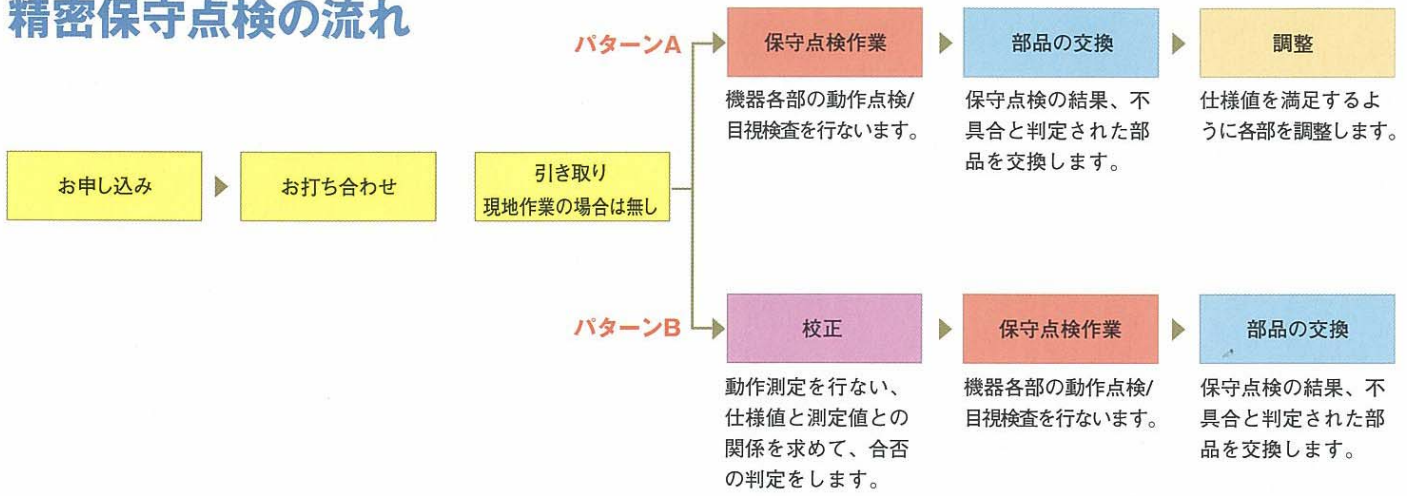 精密保守点検の流れ
お申し込み
お打ち合わせ
引き取り
現地作業の場合は無し
パターンA
保守点検作業
機器各部の動作点検/
目視検査を行ないます。
部品の交換
保守点検の結果、不
具合と判定された部
品を交換します。
調整
仕様値を満足するよ
うに各部を調整します。
パターンB
校正
動作測定を行ない、
仕様値と測定値との
関係を求めて、合否
の判定をします。
保守点検作業
機器各部の動作点検/
目視検査を行ないます。
部品の交換
保守点検の結果、不
具合と判定された部
品を交換します。